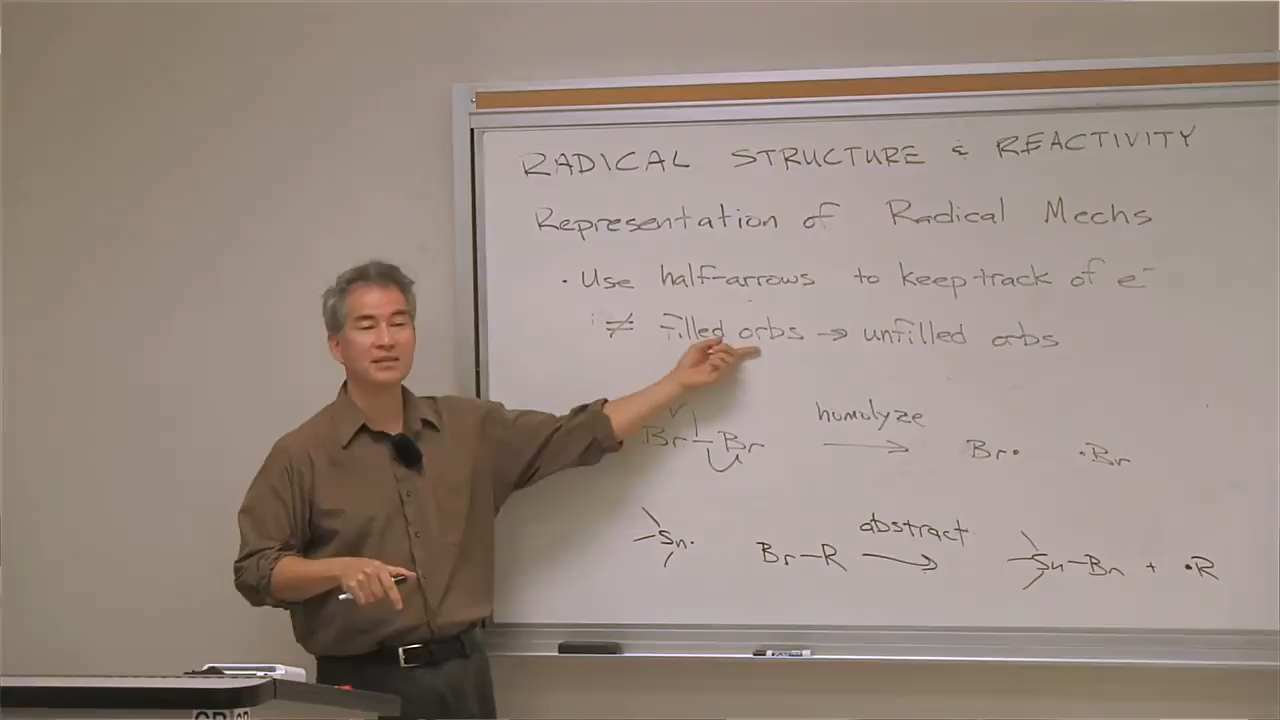 RADICAL STRUCTURE & REACTIVITY
Representation of Radical Mechs
· Use half-arrows to keep track of e⁻
≠ filled orbs → unfilled orbs
Br—Br homolyze → Br• •Br
Sn• Br—R abstract → Sn—Br + •R